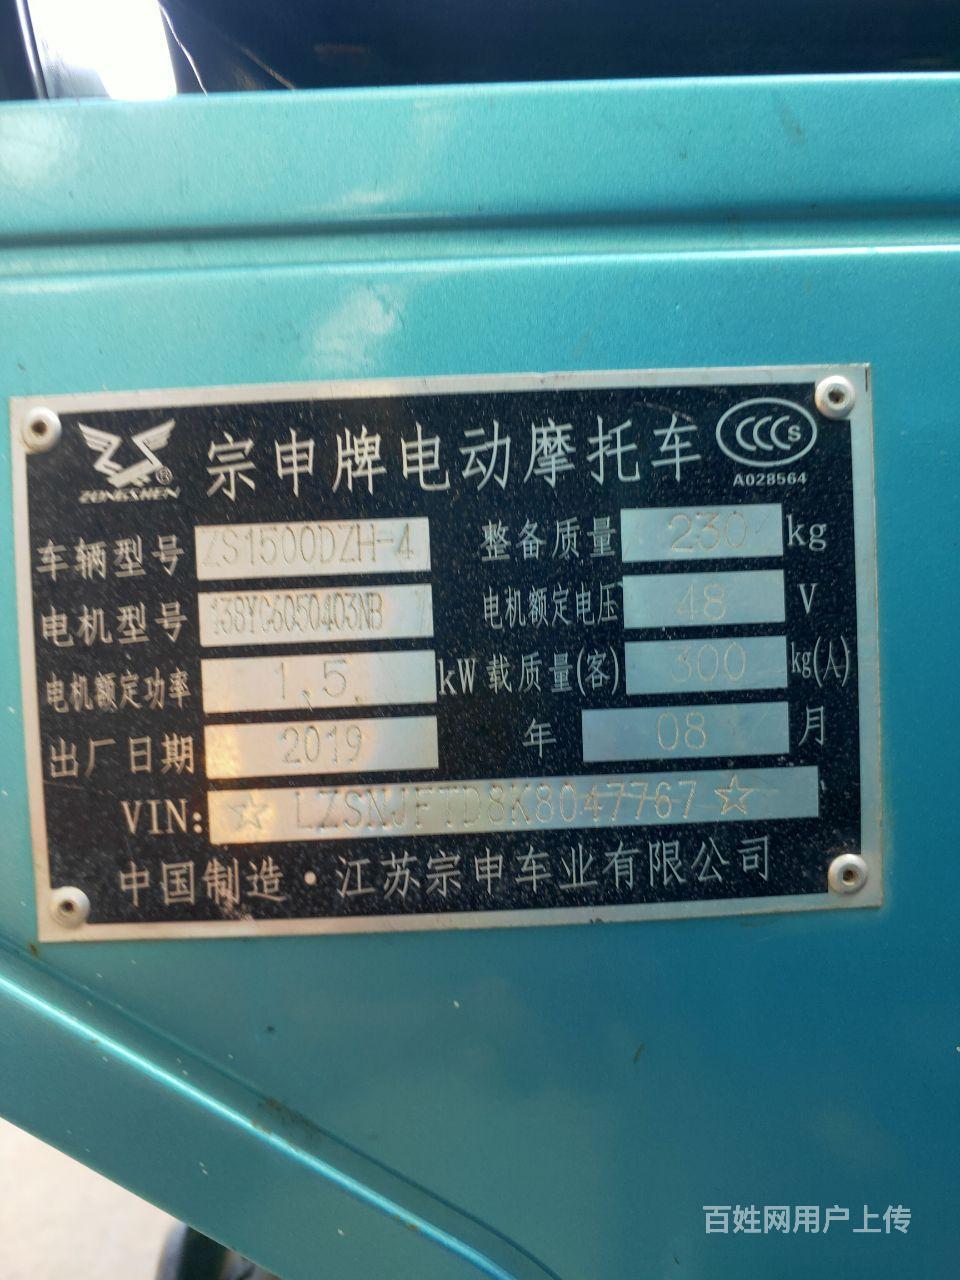 宗申牌电动摩托车
ZONGSHEN
R
CCC S
A028564
车辆型号 ZS1500DZH-4 整备质量 230 kg
电机型号 138YC6050403NB 电机额定电压 48 V
电机额定功率 1.5 kW 载质量(客) 300 kg(人)
出厂日期 2019 年 08 月
VIN: ☆ LZSNJFTD8K8047767 ☆
中国制造·江苏宗申车业有限公司
百姓网用户上传